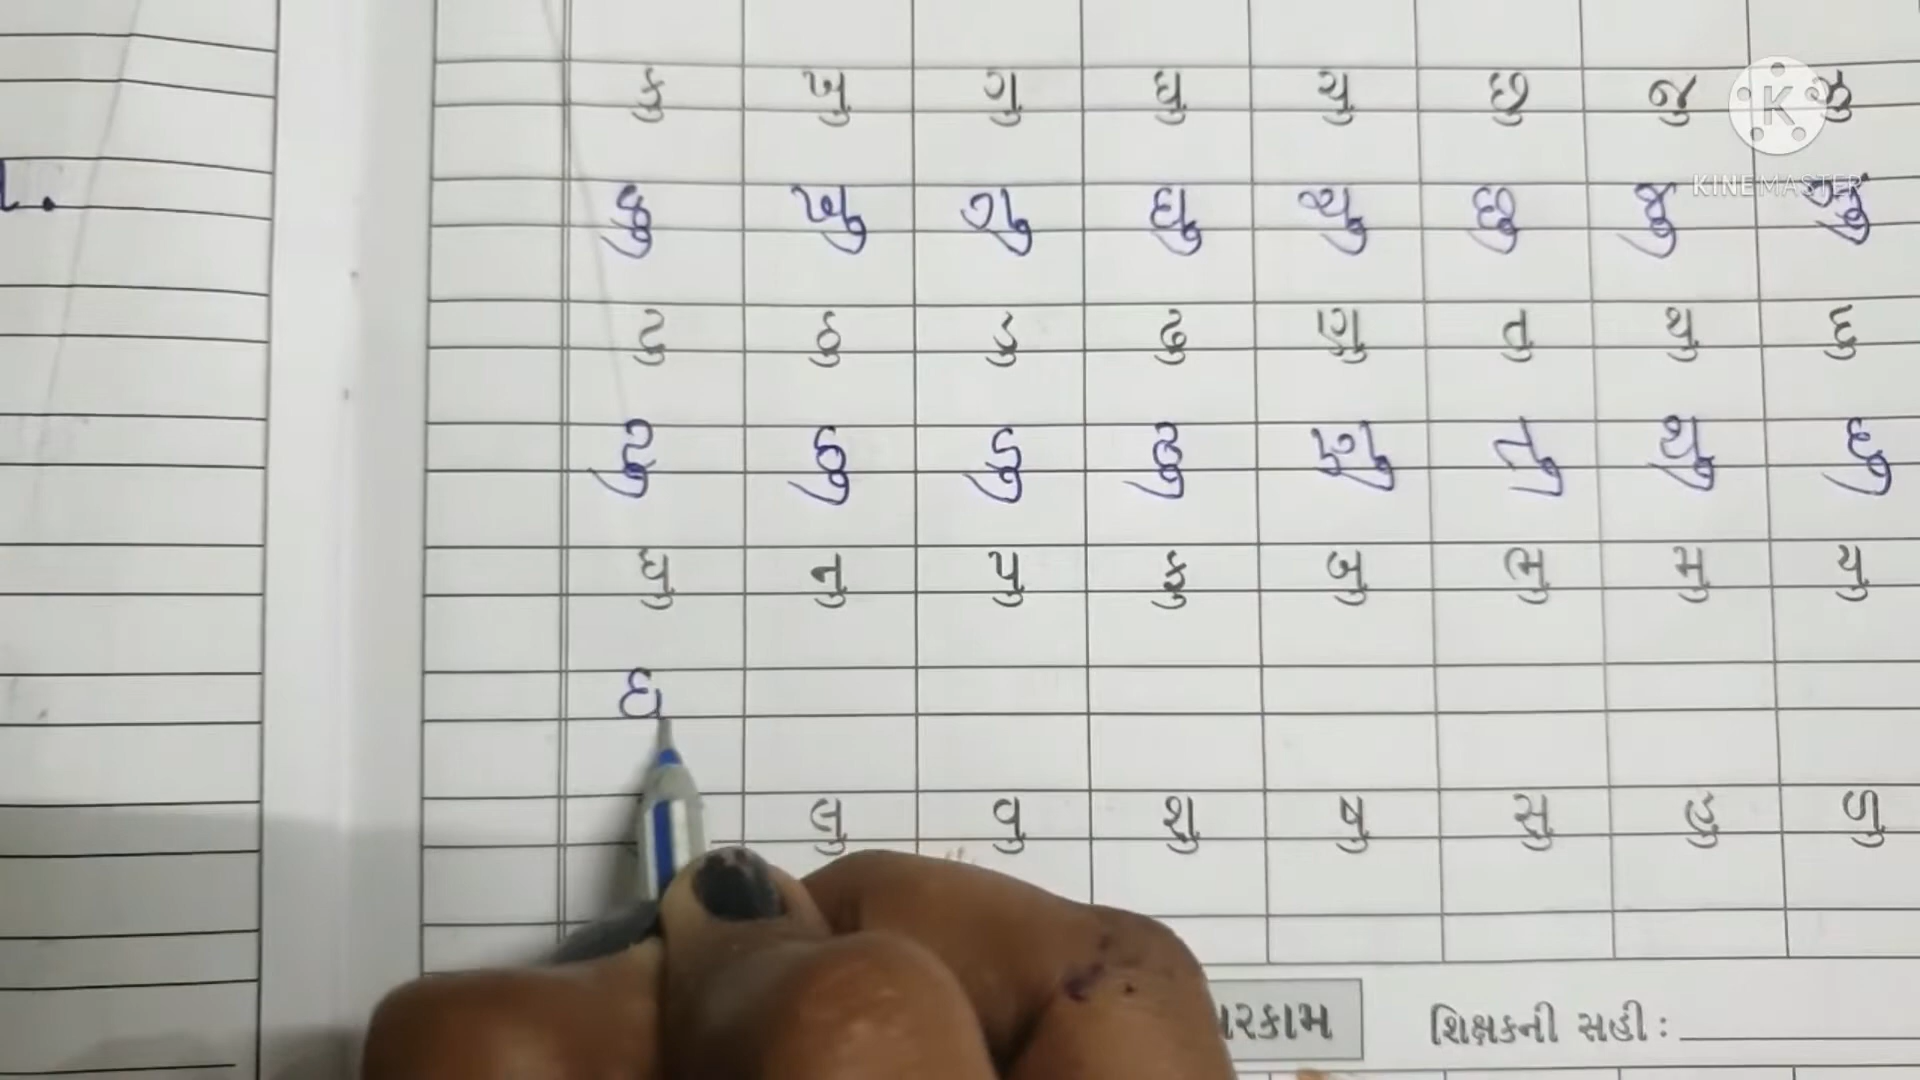 કુ ખુ ગુ ઘુ ચુ છુ જુ ઝુ
K
KINEMASTER
કુ ખુ ગુ ઘુ ચુ છુ જુ ઝુ
ટુ ઠુ ડુ ઢુ ણુ તુ થુ દુ
ટુ ઠુ ડુ ઢુ ણુ તુ થુ દુ
ધુ નુ પુ ફુ બુ ભુ મુ યુ
ધ
લુ વુ શુ ષુ સુ હુ ળુ
શિક્ષકની સહી :